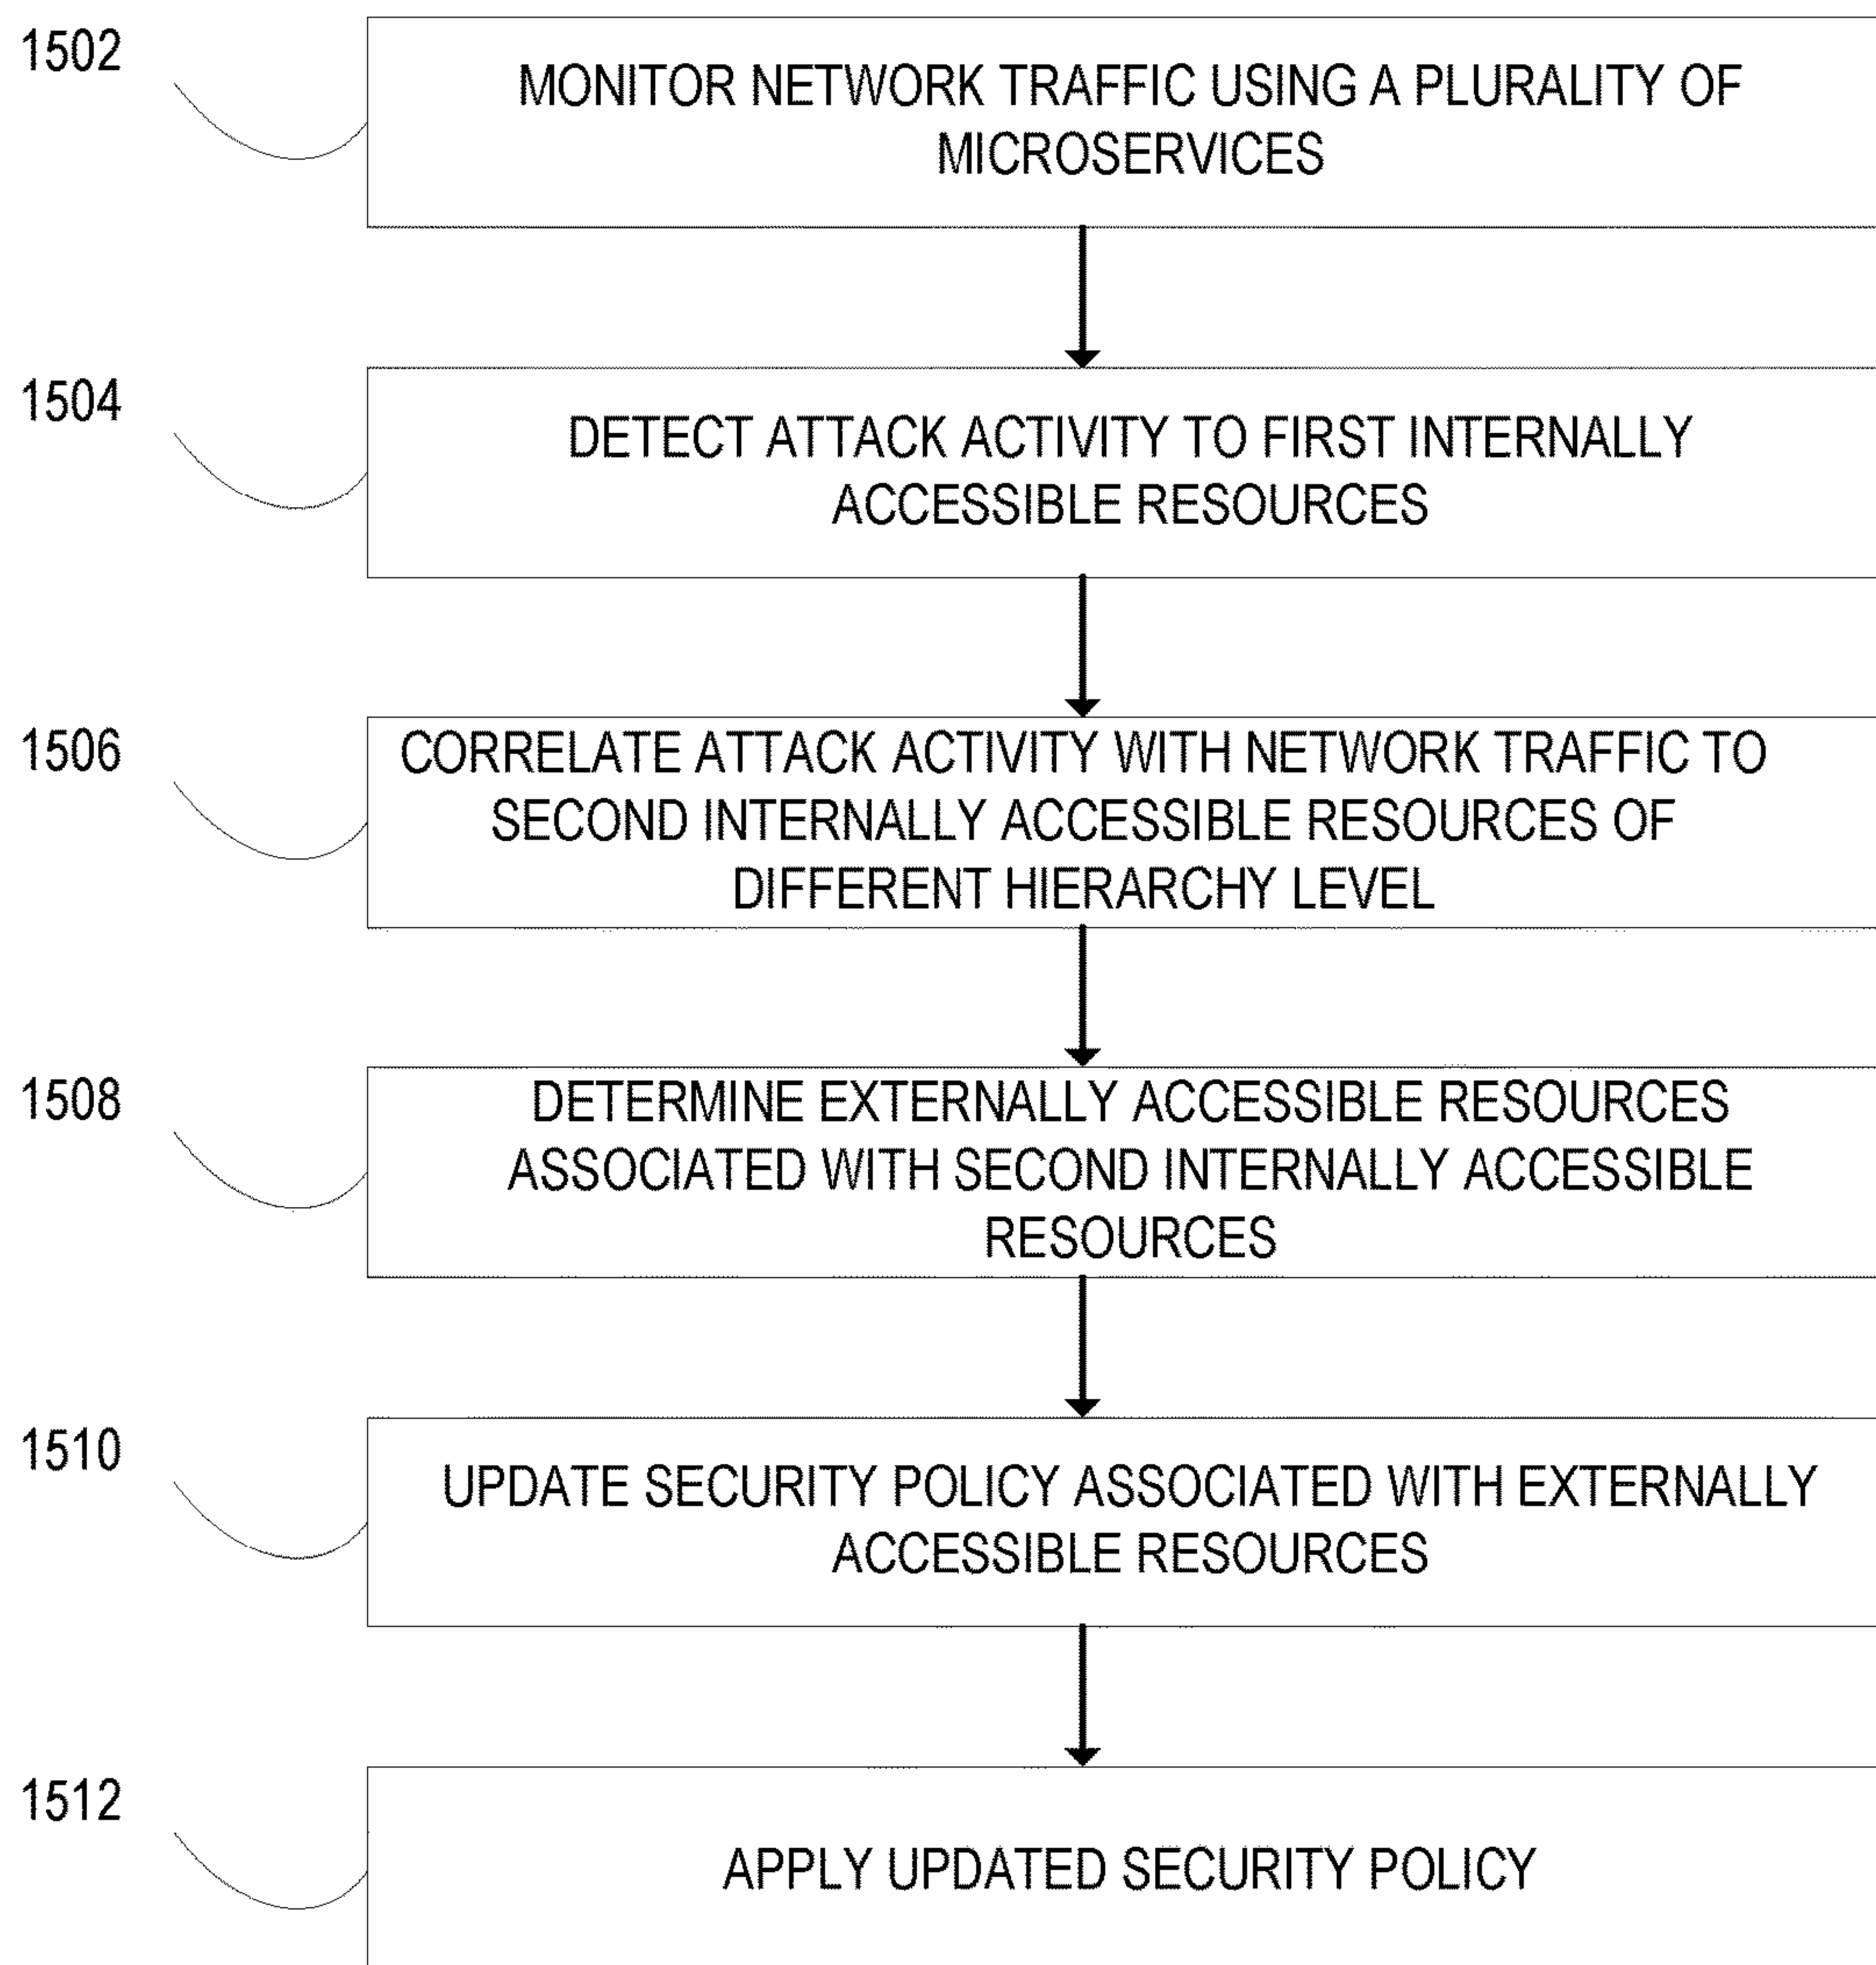 1502
MONITOR NETWORK TRAFFIC USING A PLURALITY OF
MICROSERVICES
1504
DETECT ATTACK ACTIVITY TO FIRST INTERNALLY
ACCESSIBLE RESOURCES
1506
CORRELATE ATTACK ACTIVITY WITH NETWORK TRAFFIC TO
SECOND INTERNALLY ACCESSIBLE RESOURCES OF
DIFFERENT HIERARCHY LEVEL
1508
DETERMINE EXTERNALLY ACCESSIBLE RESOURCES
ASSOCIATED WITH SECOND INTERNALLY ACCESSIBLE
RESOURCES
1510
UPDATE SECURITY POLICY ASSOCIATED WITH EXTERNALLY
ACCESSIBLE RESOURCES
1512
APPLY UPDATED SECURITY POLICY